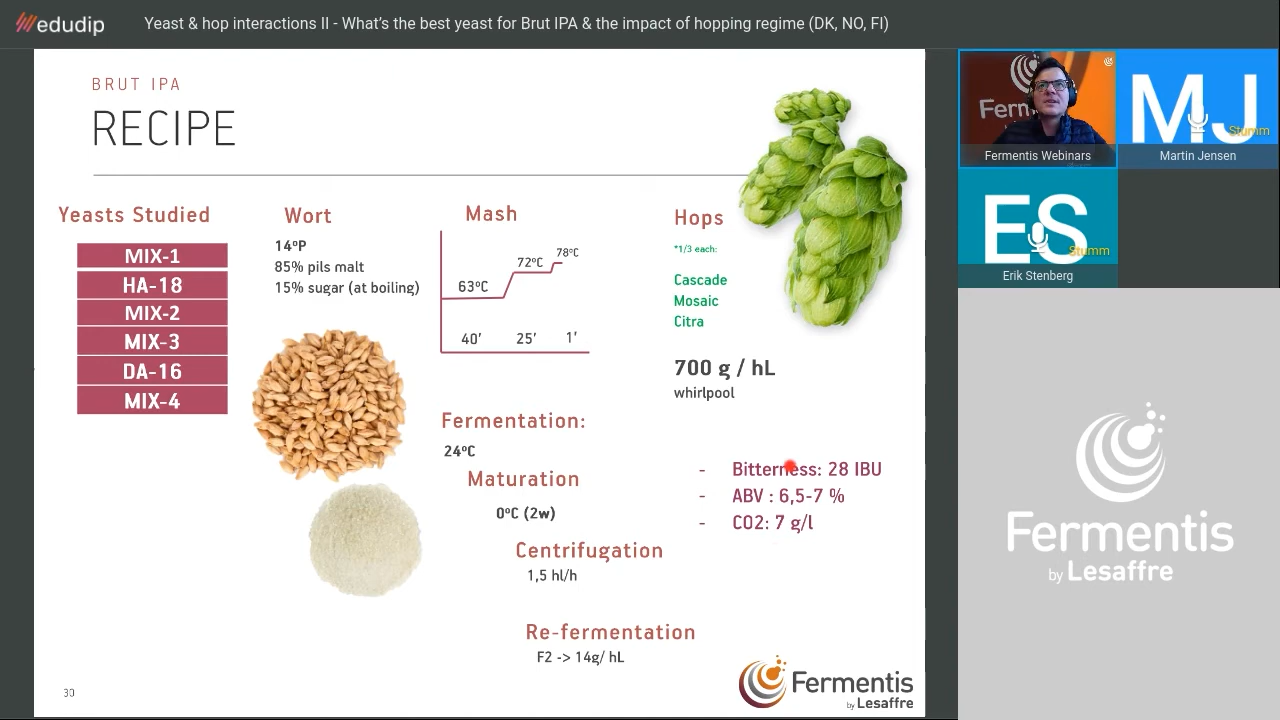 edudip
Yeast & hop interactions II - What's the best yeast for Brut IPA & the impact of hopping regime (DK, NO, FI)
BRUT IPA
RECIPE
Yeasts Studied
MIX-1
HA-18
MIX-2
MIX-3
DA-16
MIX-4
Wort
14ºP
85% pils malt
15% sugar (at boiling)
Mash
63ºC
72ºC
78ºC
40'
25'
1'
Fermentation:
24ºC
Maturation
0ºC (2w)
Centrifugation
1,5 hl/h
Re-fermentation
F2 -> 14g/ hL
Hops
*1/3 each:
Cascade
Mosaic
Citra
700 g / hL
whirlpool
- Bitterness: 28 IBU
- ABV : 6,5-7 %
- CO2: 7 g/l
30
Fermentis
by Lesaffre
Fermentis Webinars
MJ
Stumm
Martin Jensen
ES
Stumm
Erik Stenberg
Fermentis
by Lesaffre